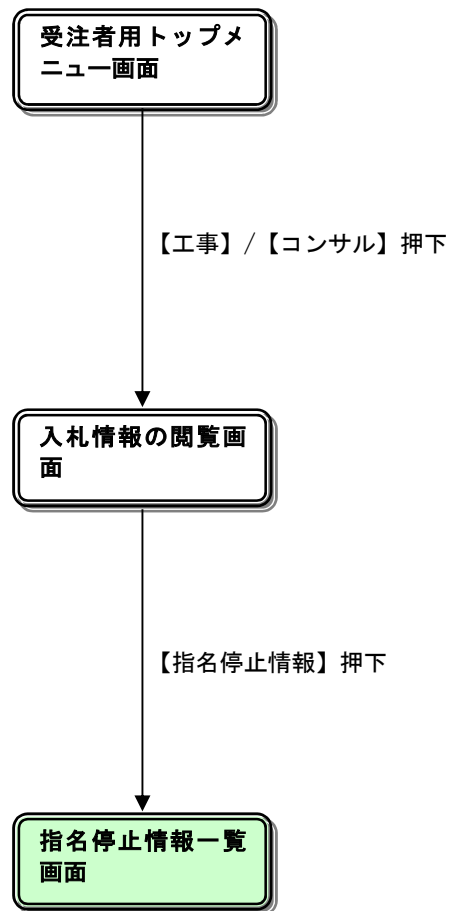 受注者用トップメ
ニュー画面
【工事】/【コンサル】押下
入札情報の閲覧画
面
【指名停止情報】押下
指名停止情報一覧
画面